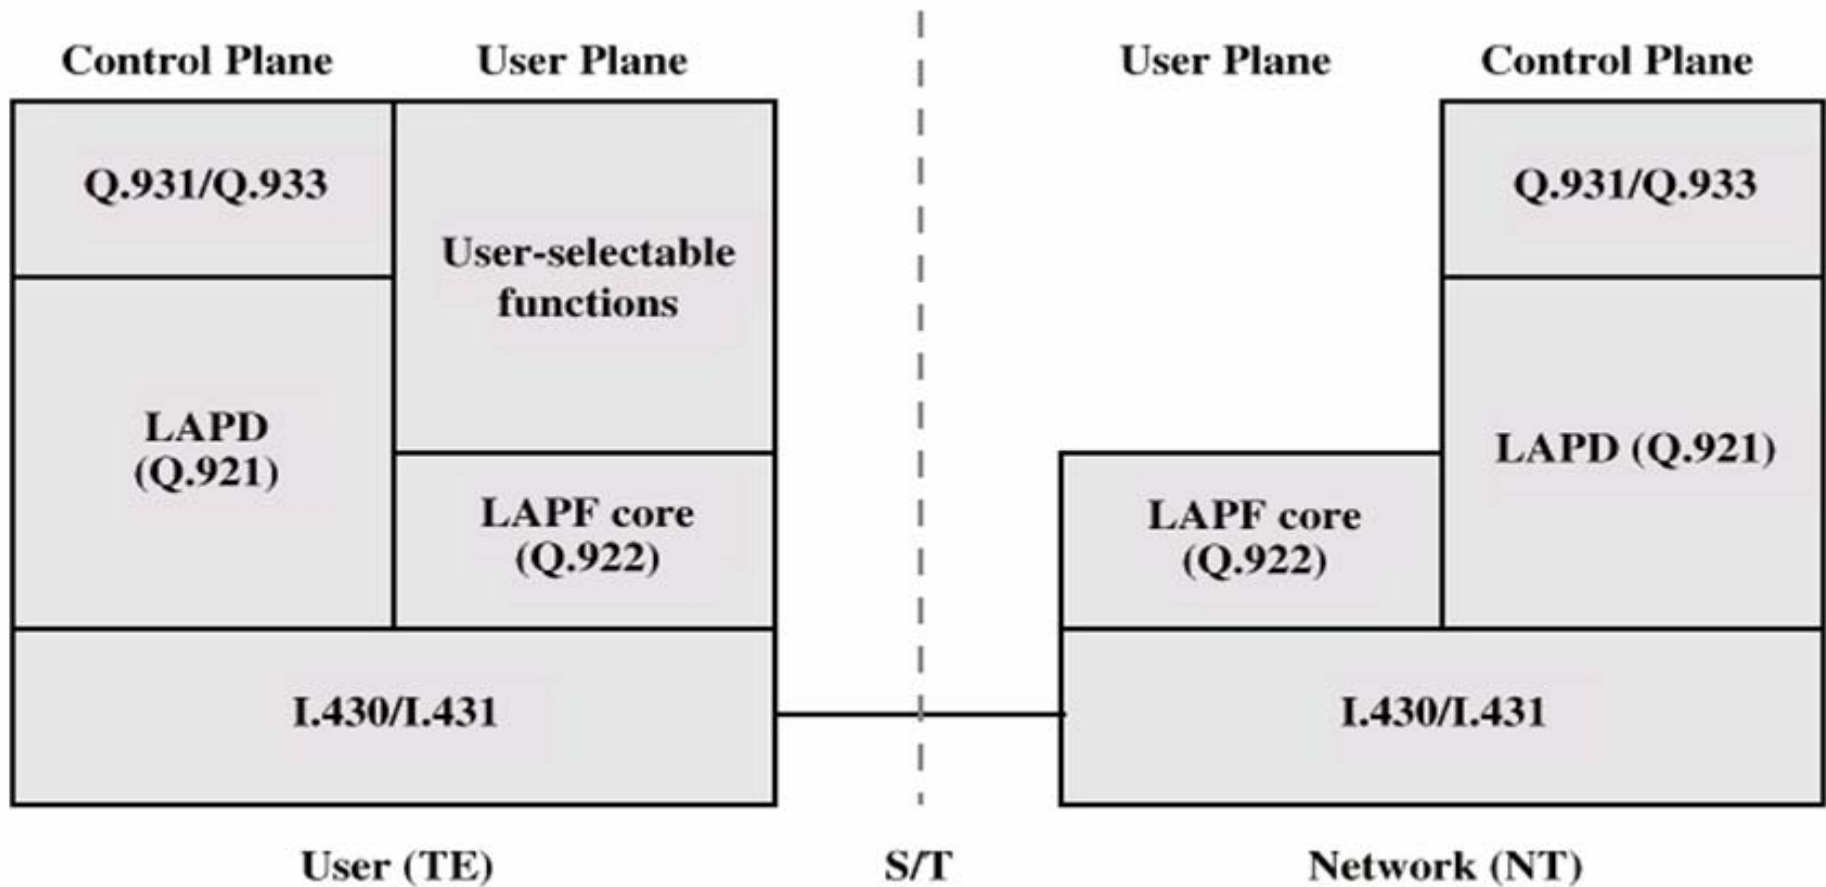 Control Plane
User Plane
User Plane
Control Plane
Q.931/Q.933
User-selectable
functions
LAPD
(Q.921)
LAPF core
(Q.922)
I.430/I.431
Q.931/Q.933
LAPD (Q.921)
LAPF core
(Q.922)
I.430/I.431
User (TE)
S/T
Network (NT)